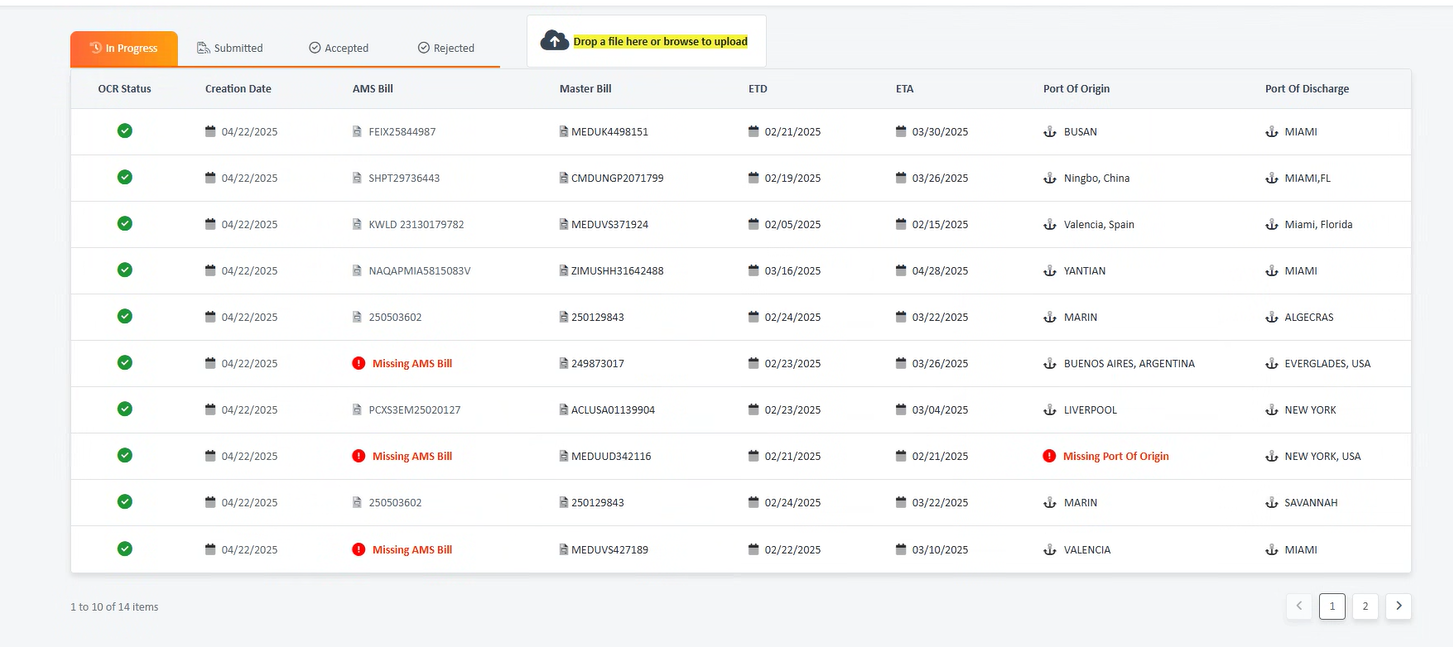 In Progress Submitted Accepted Rejected Drop a file here or browse to upload
OCR Status Creation Date AMS Bill Master Bill ETD ETA Port Of Origin Port Of Discharge
04/22/2025 FEIX25844987 MEDUK4498151 02/21/2025 03/30/2025 BUSAN MIAMI
04/22/2025 SHPT29736443 CMDUNGP2071799 02/19/2025 03/26/2025 Ningbo, China MIAMI,FL
04/22/2025 KWLD 23130179782 MEDUVS371924 02/05/2025 02/15/2025 Valencia, Spain Miami, Florida
04/22/2025 NAQAPMIA5815083V ZIMUSHH31642488 03/16/2025 04/28/2025 YANTIAN MIAMI
04/22/2025 250503602 250129843 02/24/2025 03/22/2025 MARIN ALGECRAS
04/22/2025 Missing AMS Bill 249873017 02/23/2025 03/26/2025 BUENOS AIRES, ARGENTINA EVERGLADES, USA
04/22/2025 PCXS3EM25020127 ACLUSA01139904 02/23/2025 03/04/2025 LIVERPOOL NEW YORK
04/22/2025 Missing AMS Bill MEDUUD342116 02/21/2025 02/21/2025 Missing Port Of Origin NEW YORK, USA
04/22/2025 250503602 250129843 02/24/2025 03/22/2025 MARIN SAVANNAH
04/22/2025 Missing AMS Bill MEDUVS427189 02/22/2025 03/10/2025 VALENCIA MIAMI
1 to 10 of 14 items 1 2